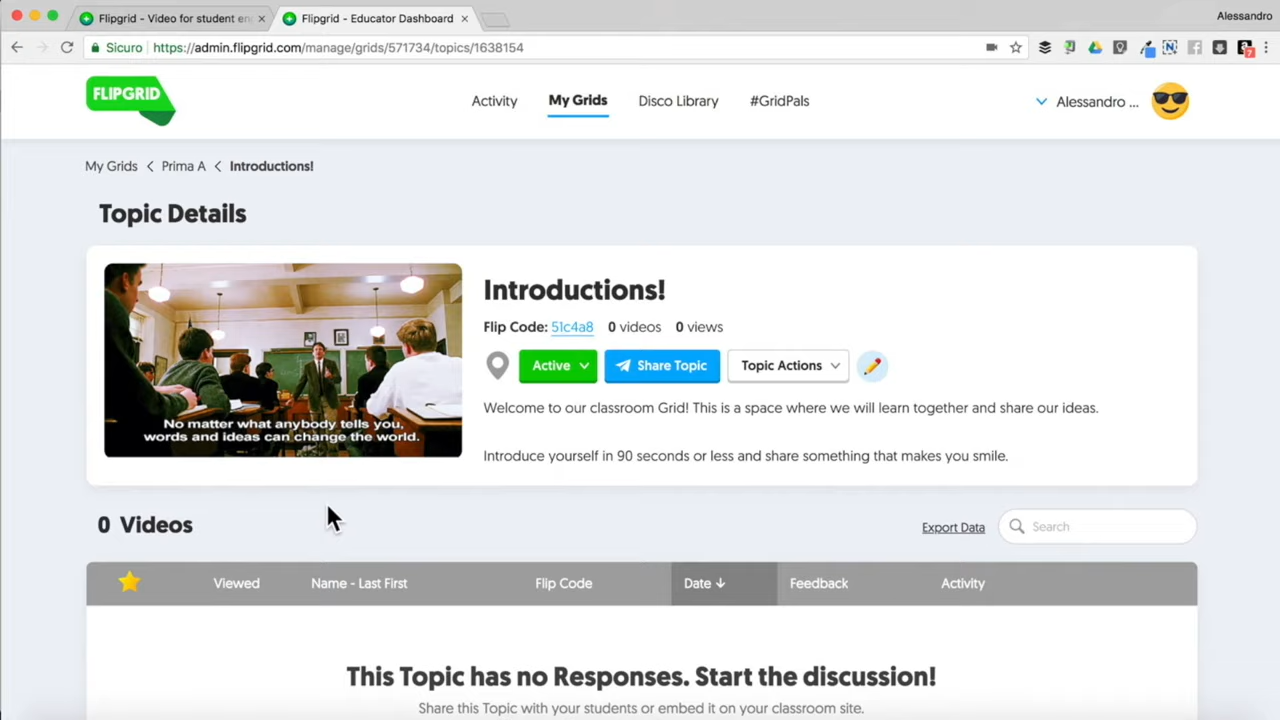 Flipgrid - Video for student en
Flipgrid - Educator Dashboard
Alessandro
Sicuro
https://admin.flipgrid.com/manage/grids/571734/topics/1638154
7
FLIPGRID
Activity
My Grids
Disco Library
#GridPals
Alessandro ...
My Grids < Prima A < Introductions!
Topic Details
No matter what anybody tells you,
words and ideas can change the world.
Introductions!
Flip Code: 51c4a8 0 videos 0 views
Active
Share Topic
Topic Actions
Welcome to our classroom Grid! This is a space where we will learn together and share our ideas.
Introduce yourself in 90 seconds or less and share something that makes you smile.
0 Videos
Export Data
Search
Viewed
Name - Last First
Flip Code
Date ↓
Feedback
Activity
This Topic has no Responses. Start the discussion!
Share this Topic with your students or embed it on your classroom site.